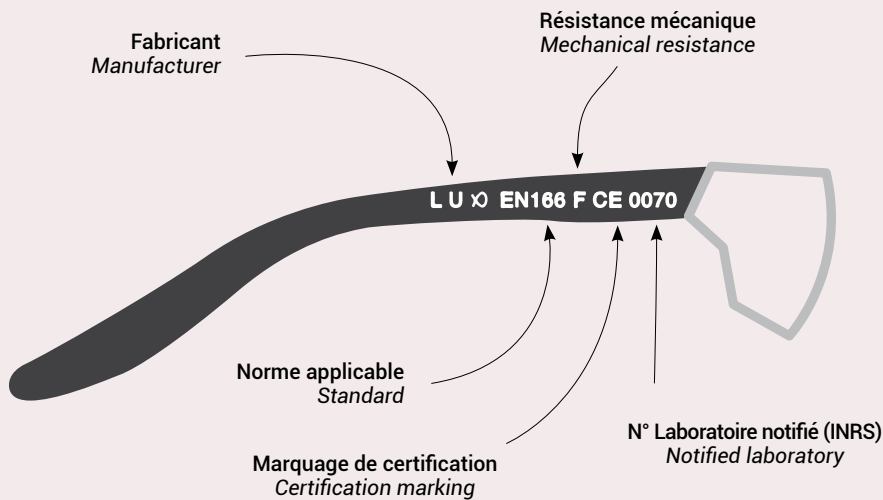 Fabricant
Manufacturer
Résistance mécanique
Mechanical resistance
L U X EN166 F CE 0070
Norme applicable
Standard
Marquage de certification
Certification marking
N° Laboratoire notifié (INRS)
Notified laboratory